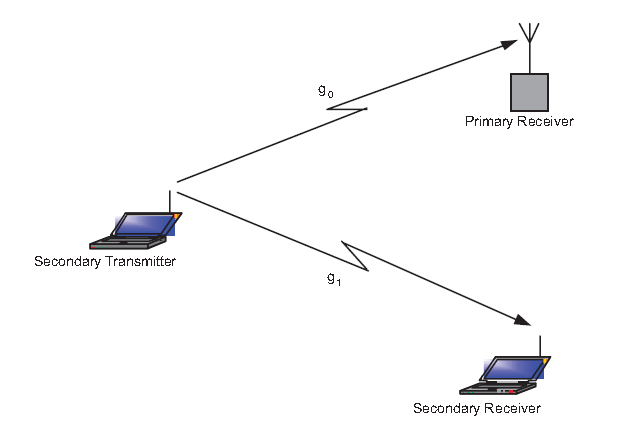 g0
Primary Receiver
Secondary Transmitter
g1
Secondary Receiver